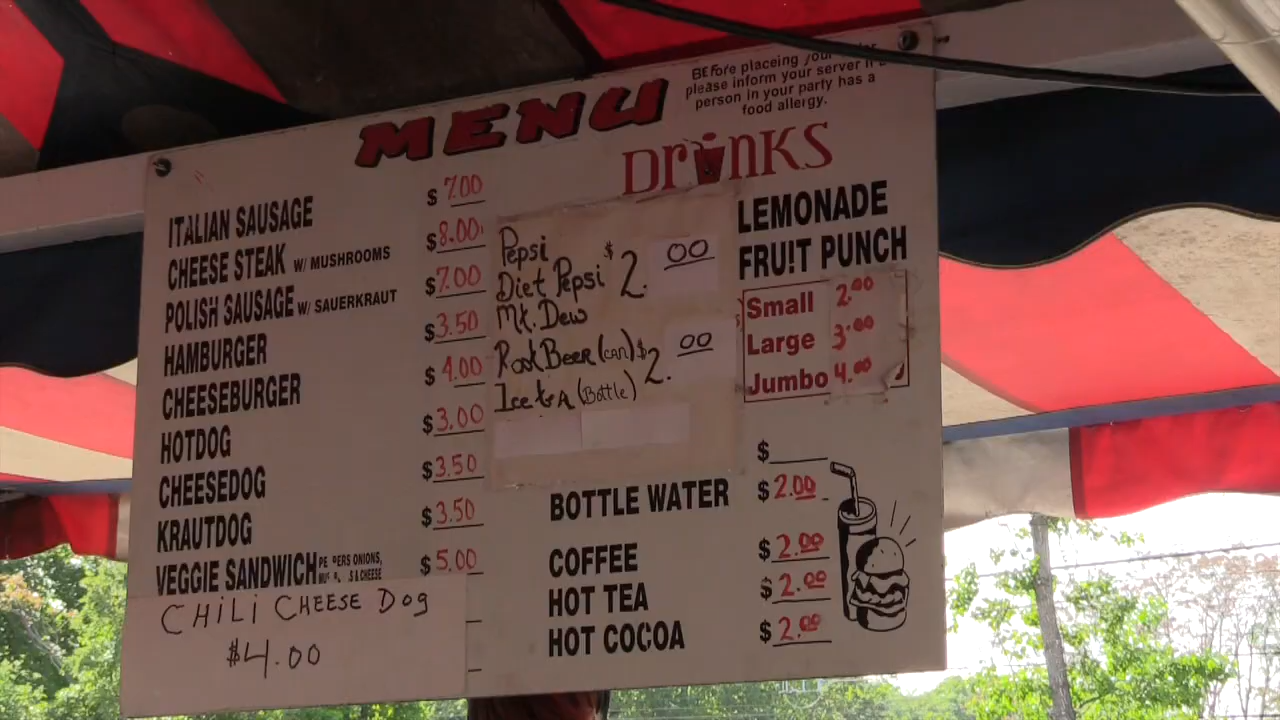 MENU
BEfore placeing your
please inform your server if a
person in your party has a
food allergy.
ITALIAN SAUSAGE $ 7.00
CHEESE STEAK W/ MUSHROOMS $ 8.00
POLISH SAUSAGE W/ SAUERKRAUT $ 7.00
HAMBURGER $ 3.50
CHEESEBURGER $ 4.00
HOTDOG $ 3.00
CHEESEDOG $ 3.50
KRAUTDOG $ 3.50
VEGGIE SANDWICH ONIONS, $ 5.00
& CHEESE
CHILI CHEESE Dog
$4.00
DrinKS
Pepsi
Diet Pepsi $2.00
Mt. Dew
Root Beer (can) $2.00
Ice teA (Bottle)
LEMONADE
FRUIT PUNCH
Small 2.00
Large 3.00
Jumbo 4.00
$
BOTTLE WATER $ 2.00
COFFEE $ 2.00
HOT TEA $ 2.00
HOT COCOA $ 2.00